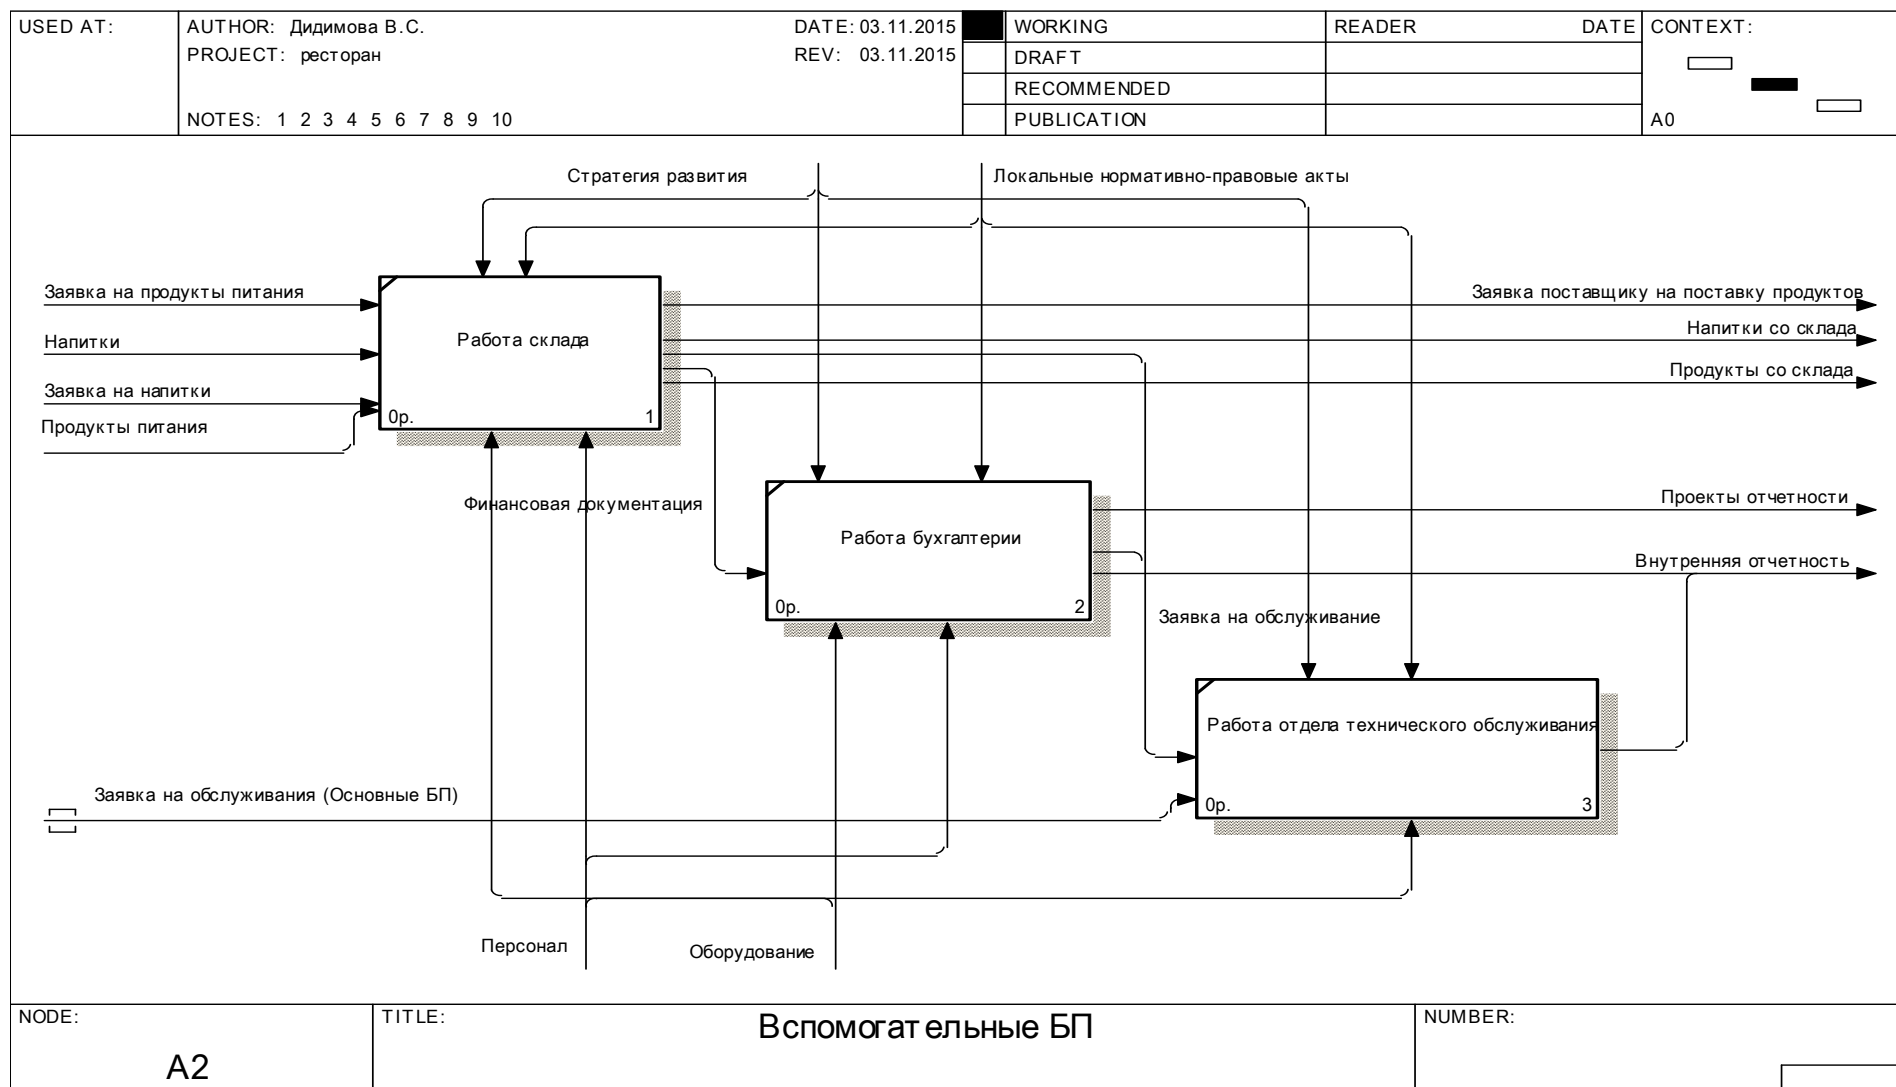 USED AT:
AUTHOR: Дидимова В.С.
DATE: 03.11.2015
WORKING
READER
DATE
CONTEXT:
PROJECT: ресторан
REV: 03.11.2015
DRAFT
RECOMMENDED
NOTES: 1 2 3 4 5 6 7 8 9 10
PUBLICATION
A0
Стратегия развития
Локальные нормативно-правовые акты
Заявка на продукты питания
Заявка поставщику на поставку продуктов
Напитки
Работа склада
Напитки со склада
Продукты со склада
Заявка на напитки
0р.
1
Продукты питания
Финансовая документация
Проекты отчетности
Работа бухгалтерии
Внутренняя отчетность
0р.
2
Заявка на обслуживание
Работа отдела технического обслуживания
Заявка на обслуживания (Основные БП)
0р.
3
Персонал
Оборудование
NODE:
TITLE:
Вспомогательные БП
NUMBER:
A2